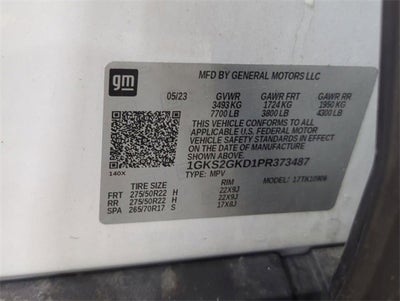 gm
MFD BY GENERAL MOTORS LLC
05/23 GVWR GAWR FRT GAWR RR
3493 KG 1724 KG 1950 KG
7700 LB 3800 LB 4300 LB
THIS VEHICLE CONFORMS TO ALL
APPLICABLE U.S. FEDERAL MOTOR
VEHICLE SAFETY STANDARDS IN
EFFECT ON THE DATE OF
MANUFACTURE SHOWN ABOVE.
1GKS2GKD1PR373487
140X TYPE: MPV MODEL: 17TK10906
TIRE SIZE RIM
FRT 275/50R22 H 22X9J
RR 275/50R22 H 22X9J
SPA 265/70R17 S 17X8J